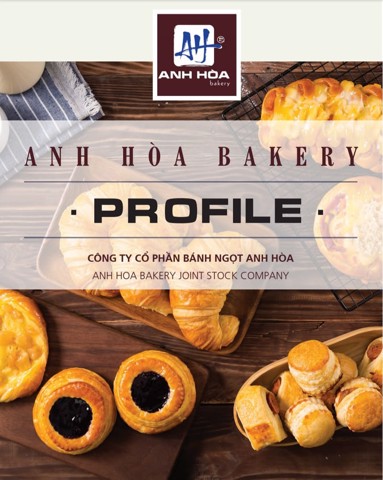 AH®
ANH HÒA
bakery
ANH HÒA BAKERY
· PROFILE ·
CÔNG TY CỔ PHẦN BÁNH NGỌT ANH HÒA
ANH HOA BAKERY JOINT STOCK COMPANY